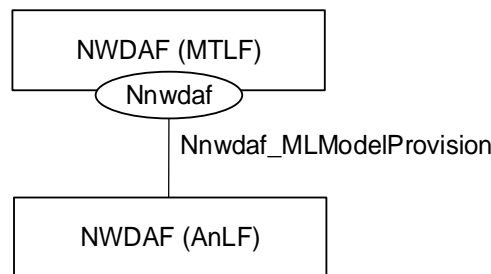 NWDAF (MTLF)
Nnwdaf
Nnwdaf_MLModelProvision
NWDAF (AnLF)